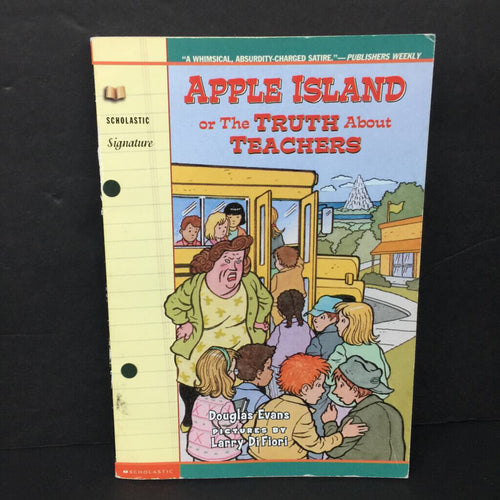 "A WHIMSICAL, ABSURDITY-CHARGED SATIRE."—PUBLISHERS WEEKLY
APPLE ISLAND
or The TRUTH About
TEACHERS
SCHOLASTIC
Signature
Douglas Evans
PICTURES BY
Larry Di Fiori
SCHOLASTIC